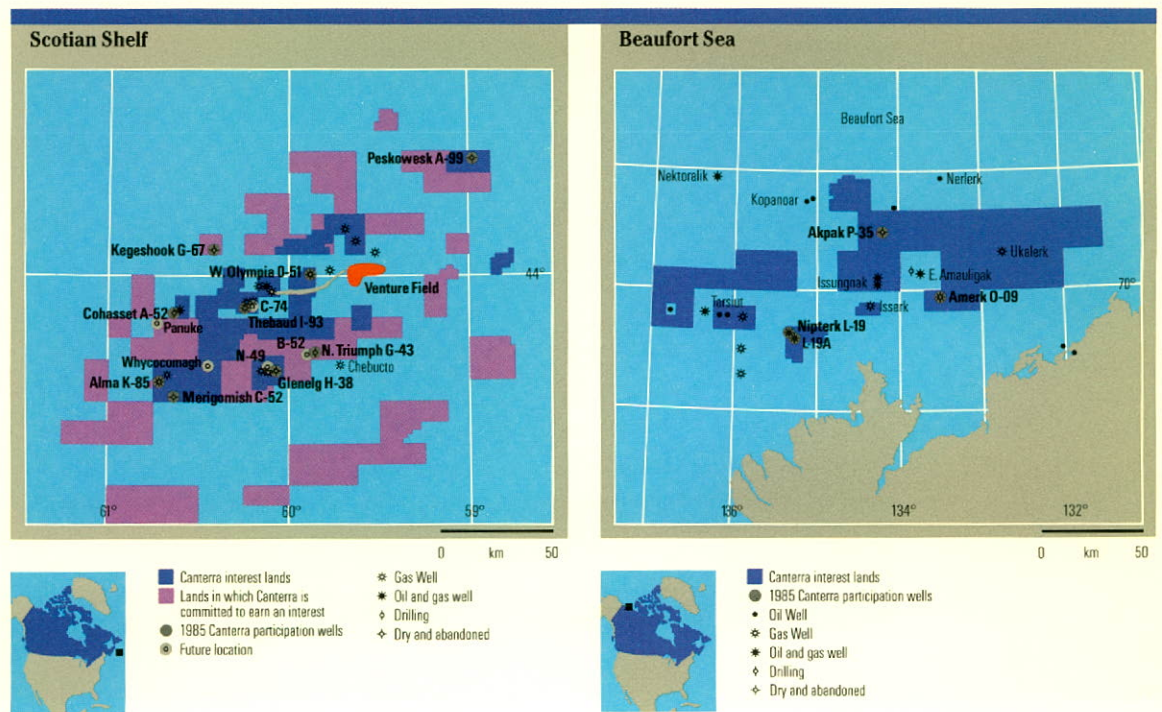 Scotian Shelf
Peskowesk A-99
Kegeshook G-67
W. Olympia O-51
44°
Venture Field
C-74
Cohasset A-52
Panuke
Thebaud I-93
B-52
N. Triumph G-43
Whycocomagh
N-49
Chebucto
Alma K-85
Glenelg H-38
Merigomish C-52
61°
60°
59°
0 km 50
Canterra interest lands
Lands in which Canterra is
committed to earn an interest
1985 Canterra participation wells
Future location
Gas Well
Oil and gas well
Drilling
Dry and abandoned
Beaufort Sea
Beaufort Sea
Nektoralik
Nerlerk
Kopanoar
Akpak P-35
Ukalerk
Issungnak
E. Amauligak
70°
Tarsiut
Isserk
Amerk O-09
Nipterk L-19
L-19A
136°
134°
132°
0 km 50
Canterra interest lands
1985 Canterra participation wells
Oil Well
Gas Well
Oil and gas well
Drilling
Dry and abandoned